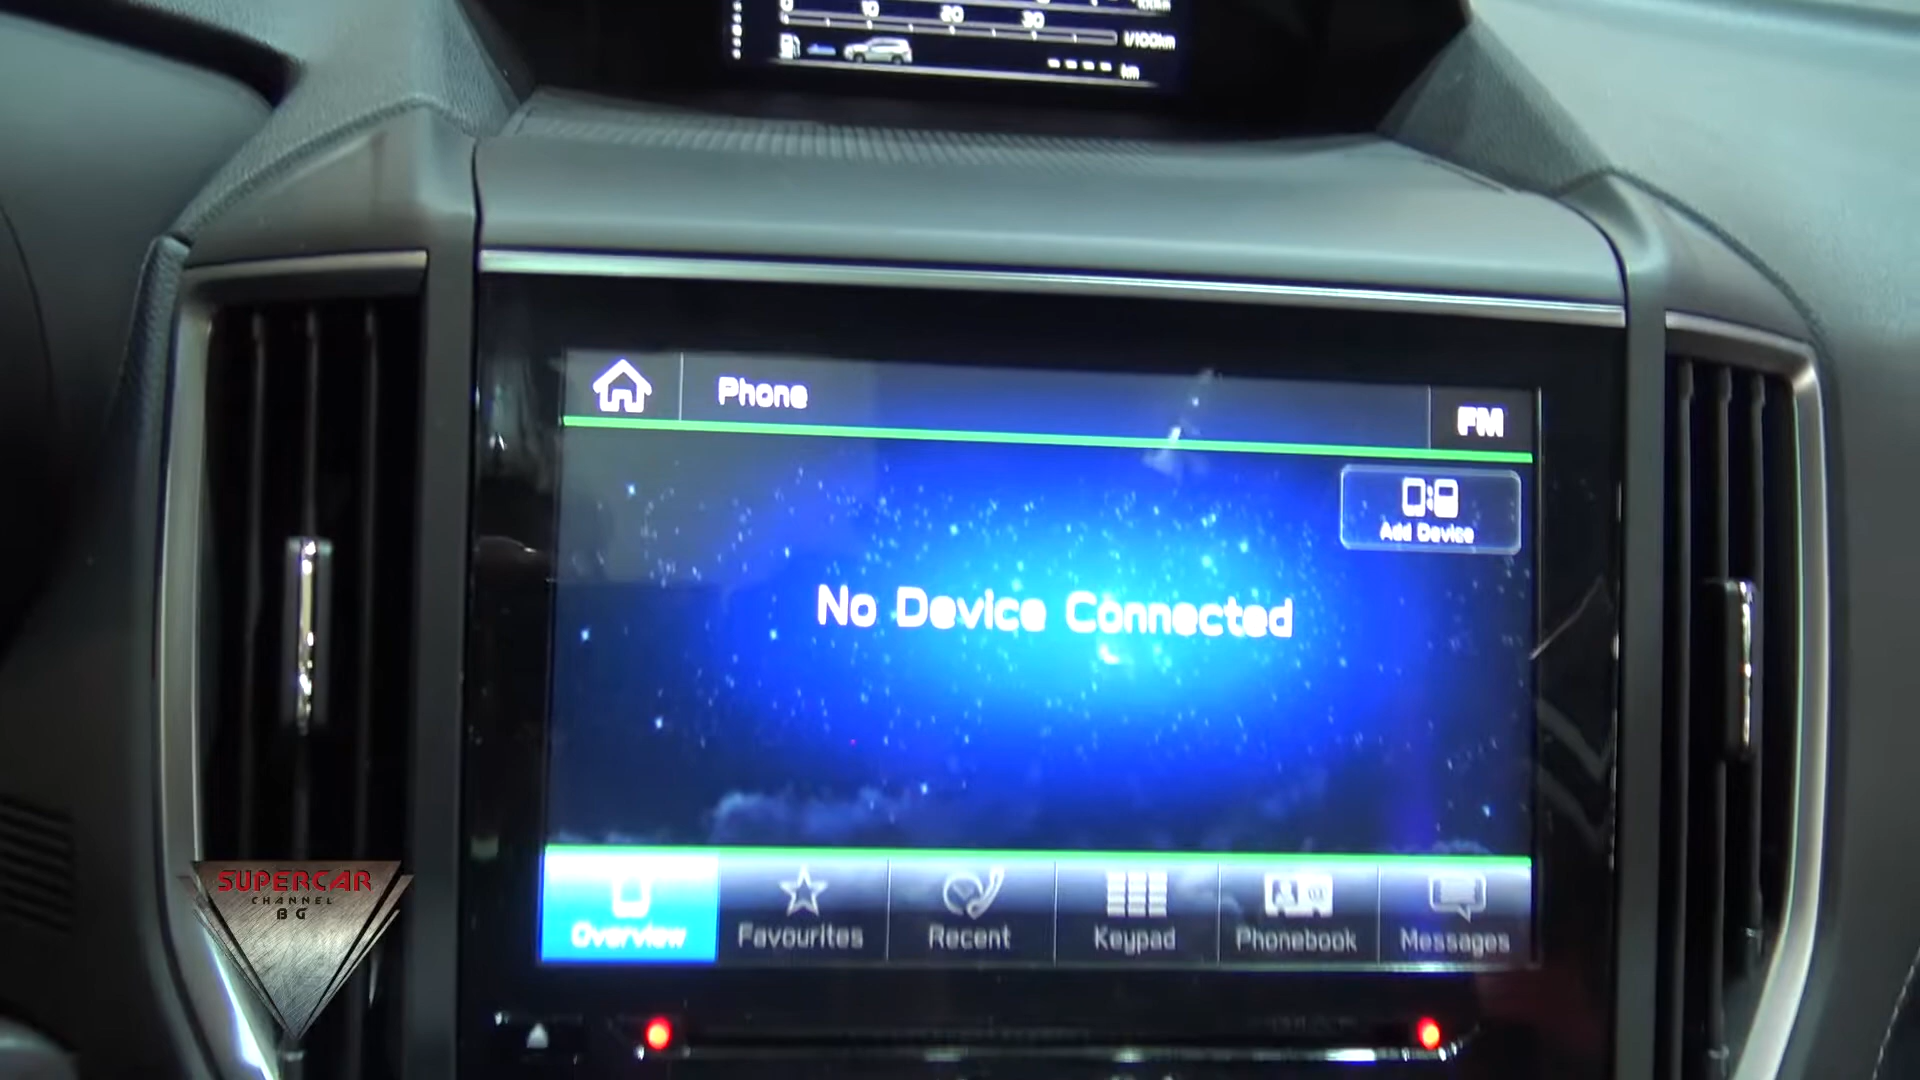 0 10 20 30
l/100km
km
Phone
FM
Add Device
No Device Connected
Overview
Favourites
Recent
Keypad
Phonebook
Messages
SUPERCAR
CHANNEL
BG